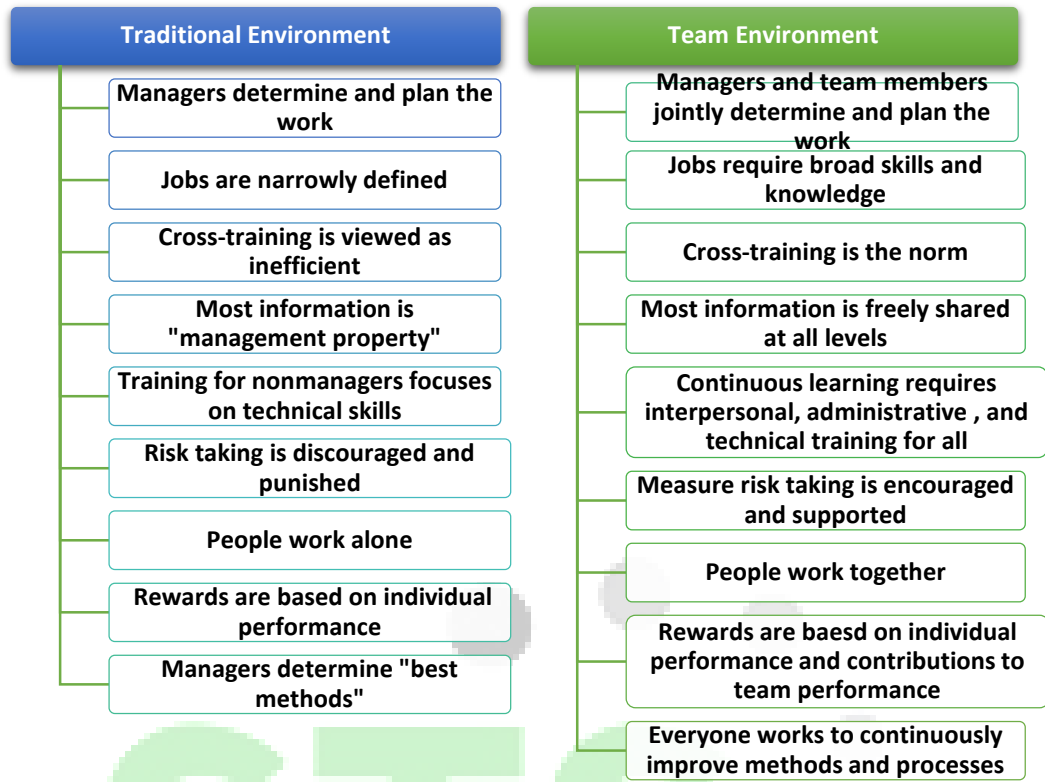 Traditional Environment
Managers determine and plan the
work
Jobs are narrowly defined
Cross-training is viewed as
inefficient
Most information is
"management property"
Training for nonmanagers focuses
on technical skills
Risk taking is discouraged and
punished
People work alone
Rewards are based on individual
performance
Managers determine "best
methods"
Team Environment
Managers and team members
jointly determine and plan the
work
Jobs require broad skills and
knowledge
Cross-training is the norm
Most information is freely shared
at all levels
Continuous learning requires
interpersonal, administrative , and
technical training for all
Measure risk taking is encouraged
and supported
People work together
Rewards are baesd on individual
performance and contributions to
team performance
Everyone works to continuously
improve methods and processes